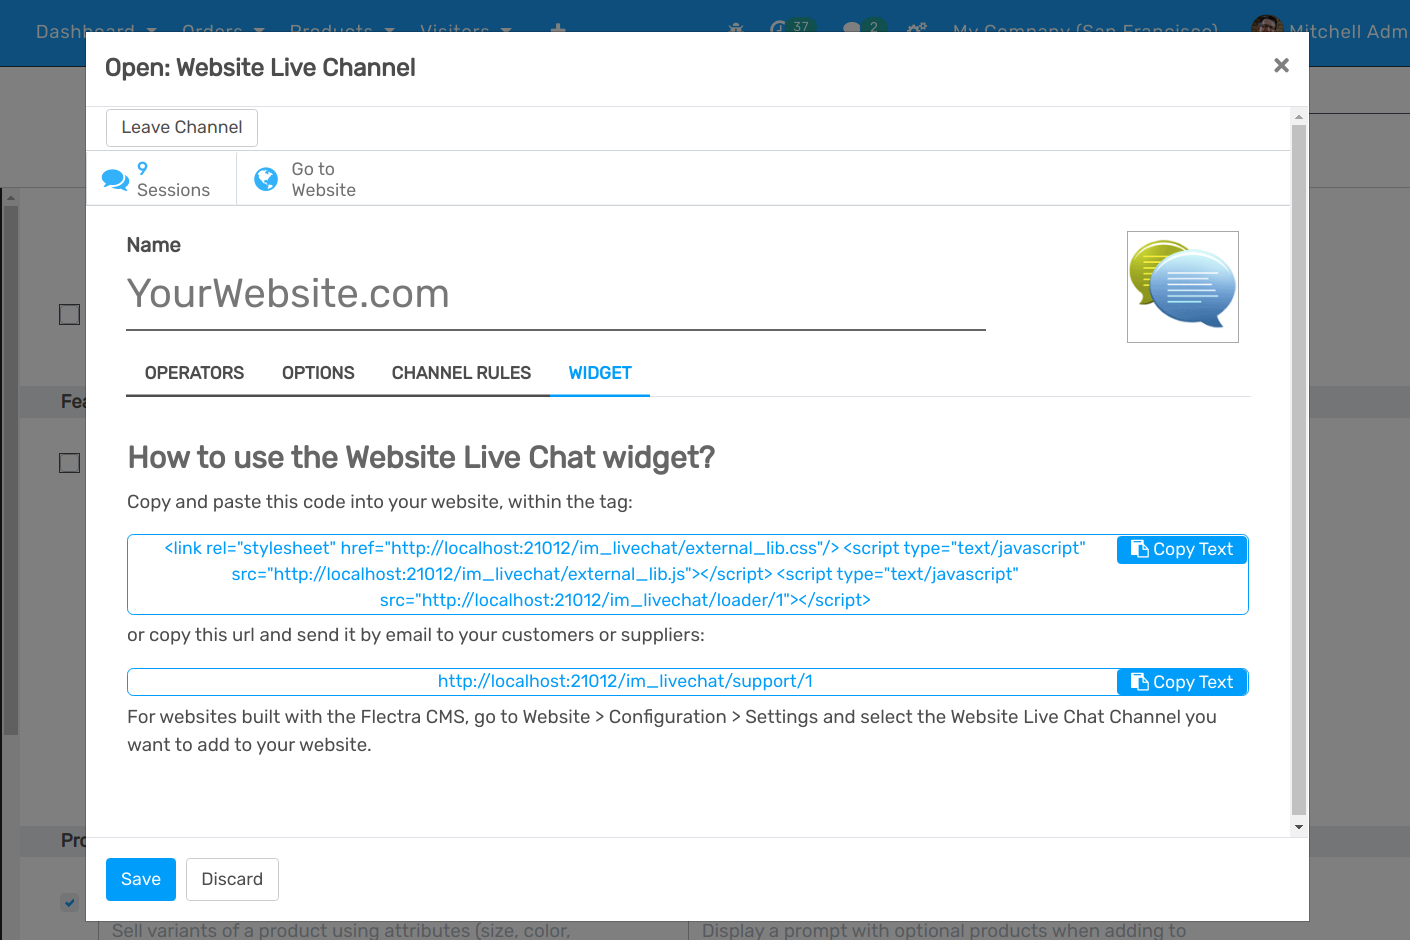 Dashboard Orders Products Visitors 37 2 My Company (San Francisco) Mitchell Adm
Open: Website Live Channel
Leave Channel
9
Sessions
Go to
Website
Name
YourWebsite.com
OPERATORS OPTIONS CHANNEL RULES WIDGET
Fea
How to use the Website Live Chat widget?
Copy and paste this code into your website, within the tag:
<link rel="stylesheet" href="http://localhost:21012/im_livechat/external_lib.css"/> <script type="text/javascript"
src="http://localhost:21012/im_livechat/external_lib.js"></script> <script type="text/javascript"
src="http://localhost:21012/im_livechat/loader/1"></script>
Copy Text
or copy this url and send it by email to your customers or suppliers:
http://localhost:21012/im_livechat/support/1
Copy Text
For websites built with the Flectra CMS, go to Website > Configuration > Settings and select the Website Live Chat Channel you
want to add to your website.
Pro
Save Discard
Sell variants of a product using attributes (size, color,
Display a prompt with optional products when adding to